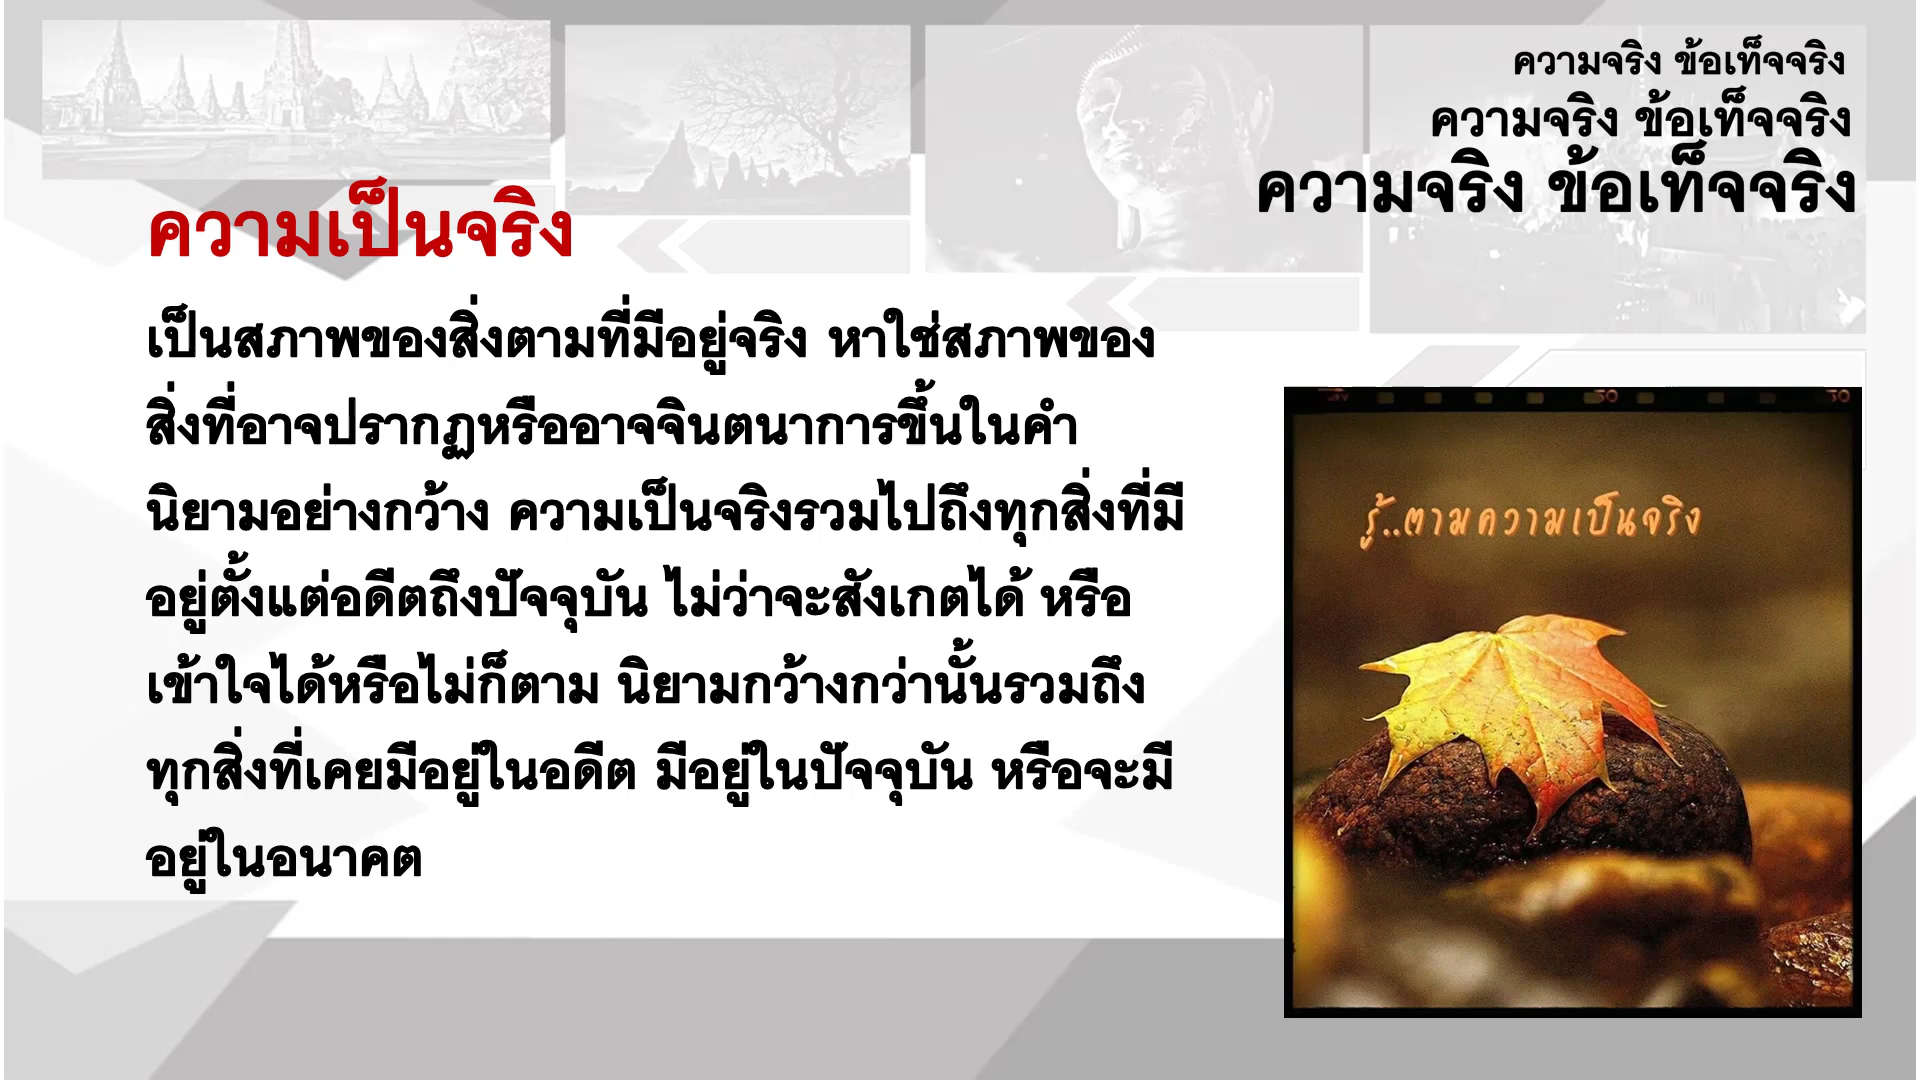 ความจริง ข้อเท็จจริง
ความจริง ข้อเท็จจริง
ความจริง ข้อเท็จจริง
ความเป็นจริง
เป็นสภาพของสิ่งตามที่มีอยู่จริง หาใช่สภาพของ
สิ่งที่อาจปรากฏหรืออาจจินตนาการขึ้นในคำ
นิยามอย่างกว้าง ความเป็นจริงรวมไปถึงทุกสิ่งที่มี
อยู่ตั้งแต่อดีตถึงปัจจุบัน ไม่ว่าจะสังเกตได้ หรือ
เข้าใจได้หรือไม่ก็ตาม นิยามกว้างกว่านั้นรวมถึง
ทุกสิ่งที่เคยมีอยู่ในอดีต มีอยู่ในปัจจุบัน หรือจะมี
อยู่ในอนาคต
รู้..ตามความเป็นจริง